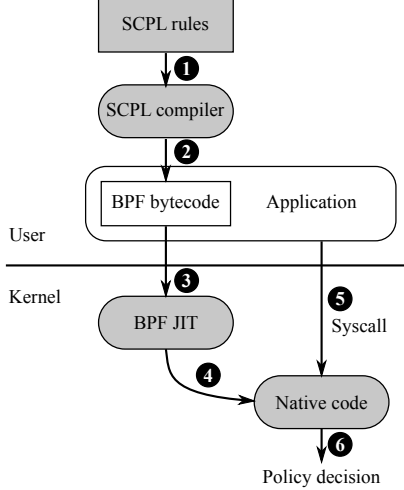 SCPL rules
1
SCPL compiler
2
BPF bytecode
Application
User
Kernel
3
5
BPF JIT
Syscall
4
Native code
6
Policy decision